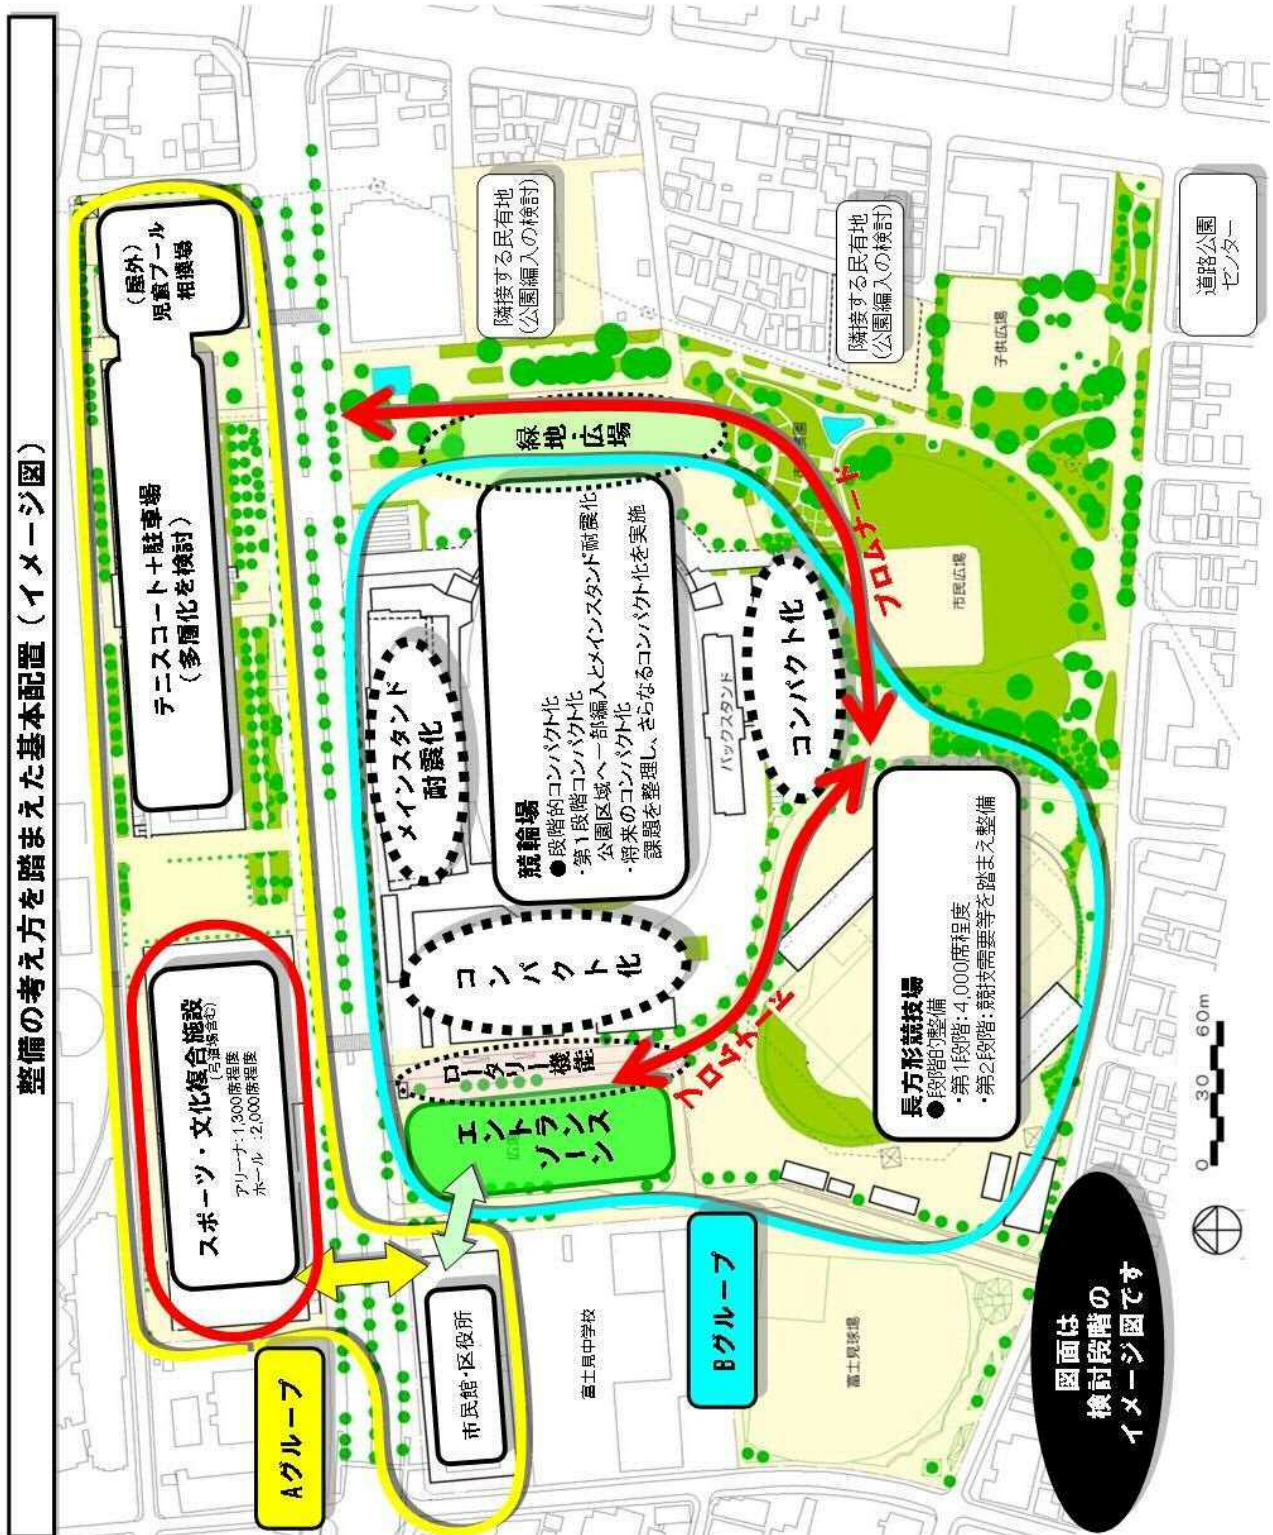 整備の考え方を踏まえた基本配置（イメージ図）
Aグループ
スポーツ・文化複合施設
（弓道場含む）
アリーナ：1,300席程度
ホール：2,000席程度
テニスコート＋駐車場
（多層化を検討）
（屋外）
児童プール
相撲場
市民館・区役所
富士見中学校
Bグループ
富士見球場
エントランス
ゾーン
広場
ロータリー機能
コンパクト化
メインスタンド
耐震化
競輪場
●段階的コンパクト化
・第1段階コンパクト化
公園区域へ一部編入とメインスタンド耐震化
・将来のコンパクト化
課題を整理し、さらなるコンパクト化を実施
緑地・広場
バックスタンド
コンパクト化
プロムナード
プロムナード
長方形競技場
●段階的整備
・第1段階：4,000席程度
・第2段階：競技需要等を踏まえ整備
市民広場
子供広場
隣接する民有地
（公園編入の検討）
隣接する民有地
（公園編入の検討）
道路公園
センター
図面は
検討段階の
イメージ図です
0 30 60m